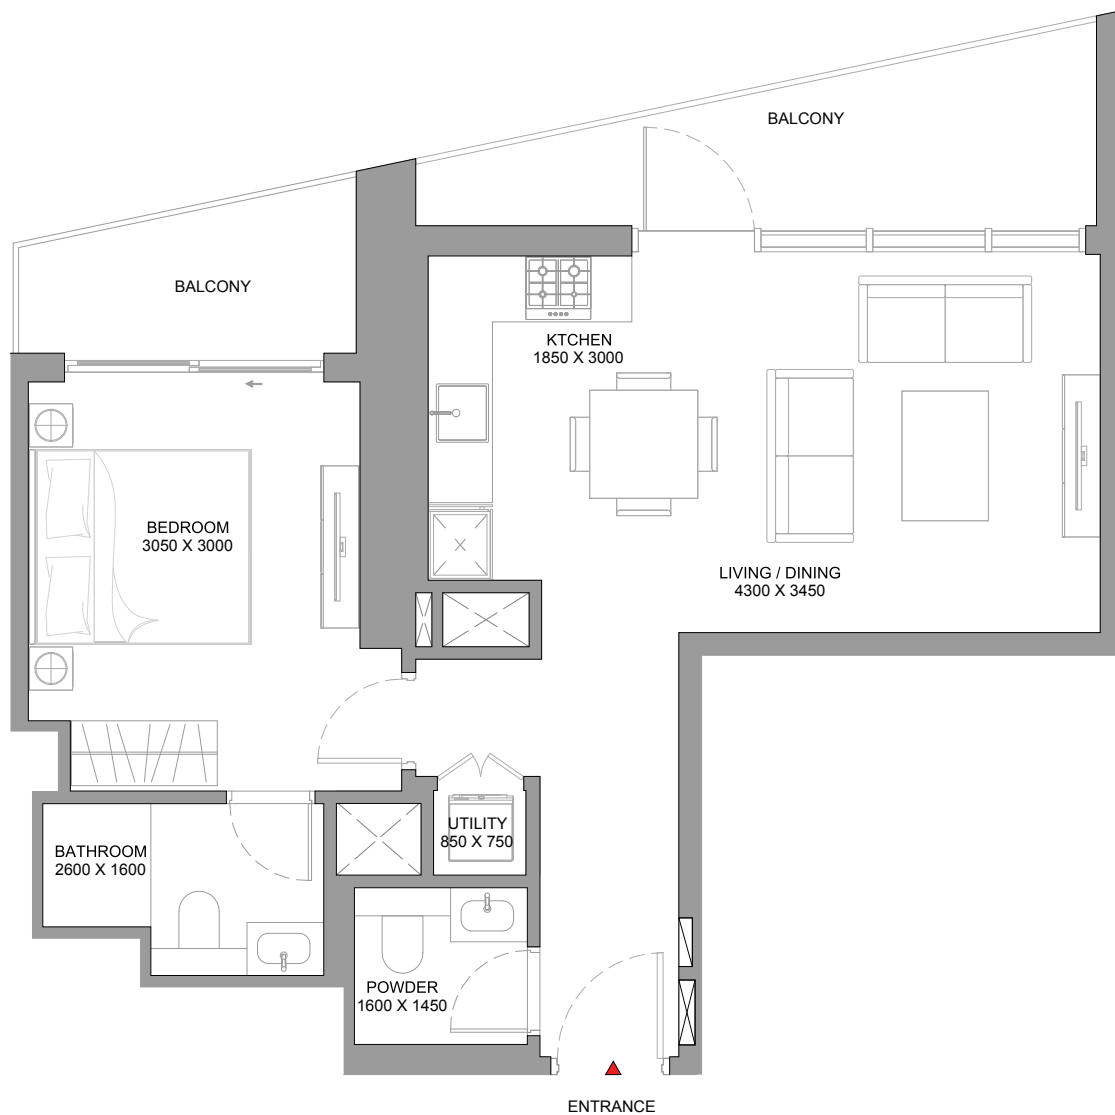 BALCONY
BALCONY
KTCHEN
1850 X 3000
BEDROOM
3050 X 3000
LIVING / DINING
4300 X 3450
UTILITY
850 X 750
BATHROOM
2600 X 1600
POWDER
1600 X 1450
ENTRANCE